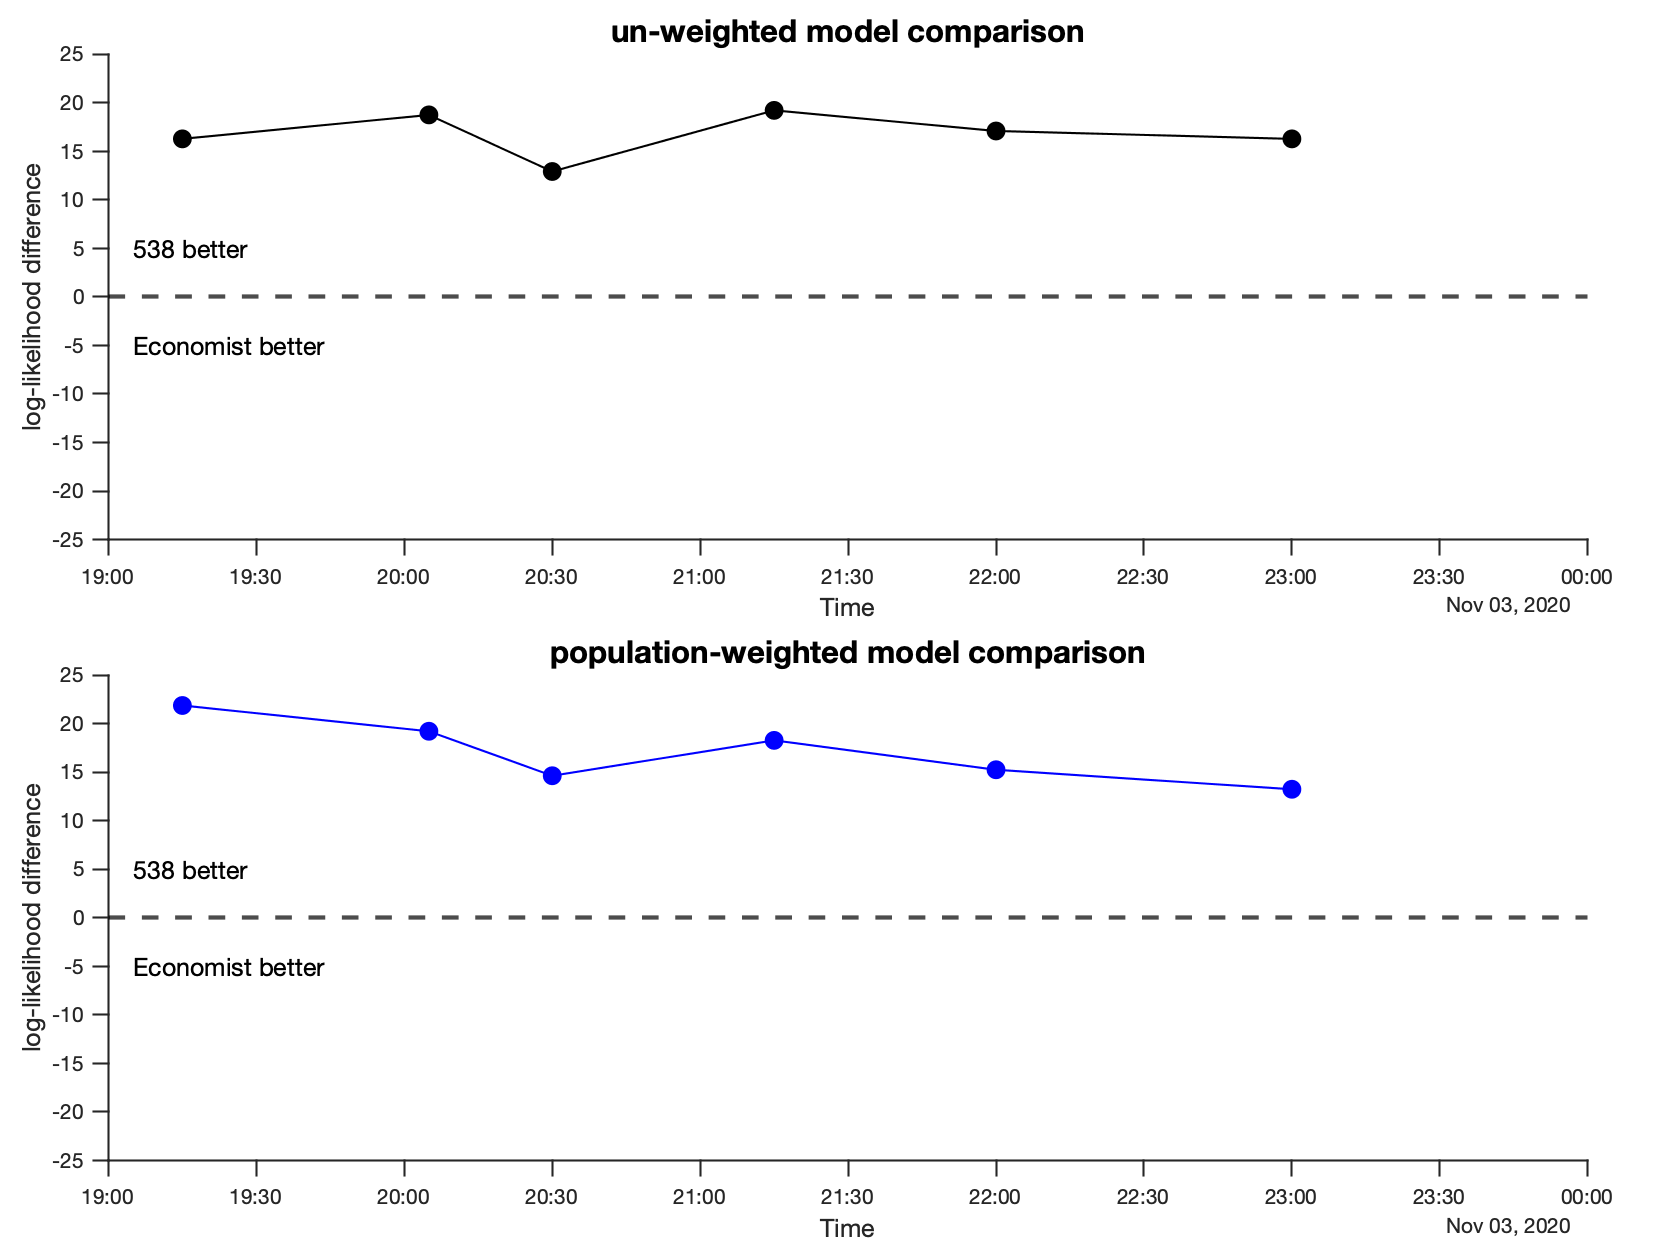 un-weighted model comparison
25
20
15
10
5
0
-5
-10
-15
-20
-25
log-likelihood difference
538 better
Economist better
19:00 19:30 20:00 20:30 21:00 21:30 22:00 22:30 23:00 23:30 00:00
Time
Nov 03, 2020
population-weighted model comparison
25
20
15
10
5
0
-5
-10
-15
-20
-25
log-likelihood difference
538 better
Economist better
19:00 19:30 20:00 20:30 21:00 21:30 22:00 22:30 23:00 23:30 00:00
Time
Nov 03, 2020